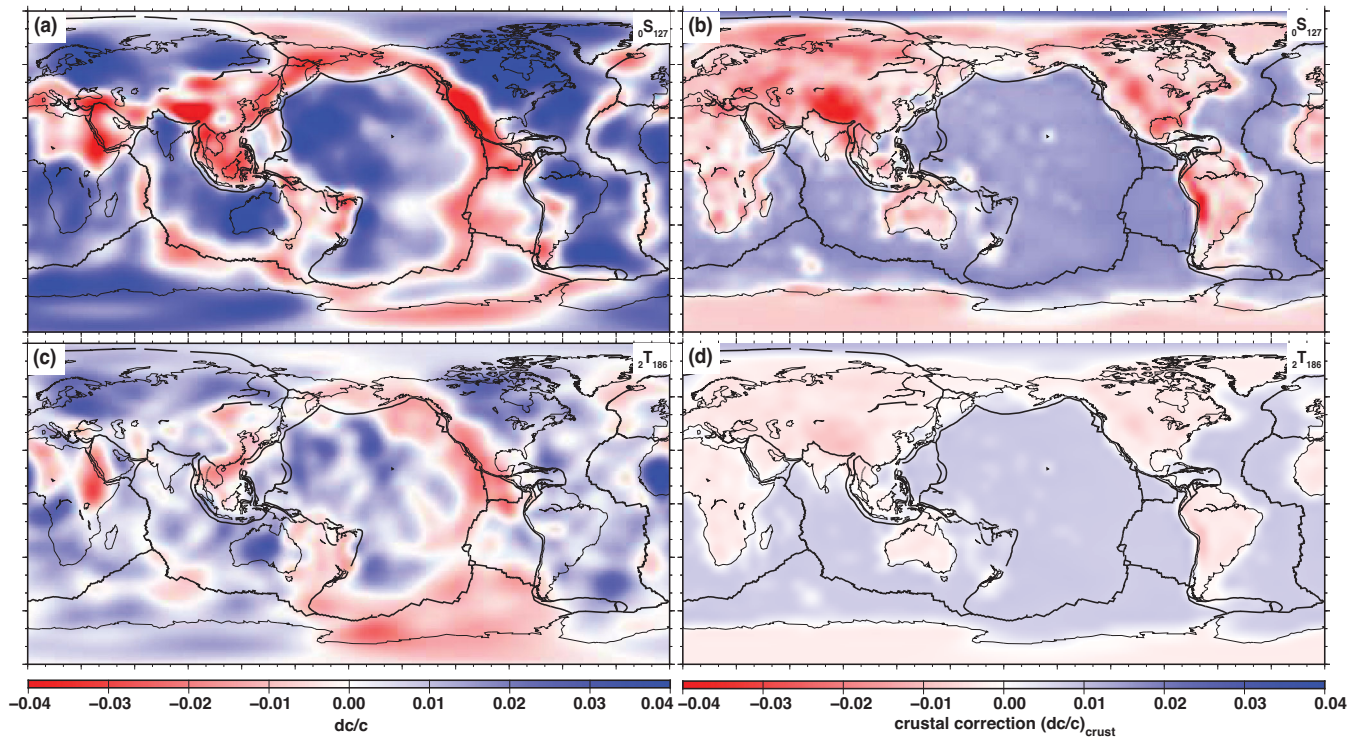 (a)
₀S₁₂₇
(b)
₀S₁₂₇
(c)
₂T₁₈₆
(d)
₂T₁₈₆
−0.04 −0.03 −0.02 −0.01 0.00 0.01 0.02 0.03 0.04
dc/c
−0.04 −0.03 −0.02 −0.01 0.00 0.01 0.02 0.03 0.04
crustal correction (dc/c)crust